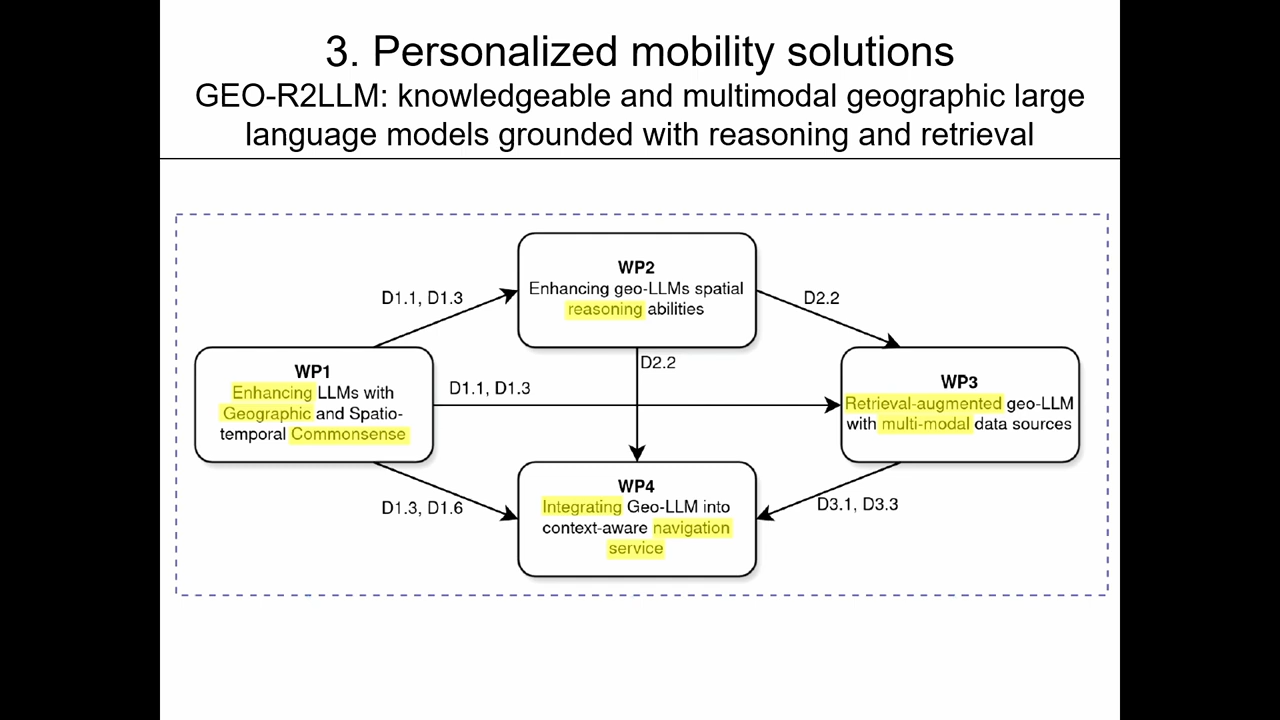 3. Personalized mobility solutions
GEO-R2LLM: knowledgeable and multimodal geographic large
language models grounded with reasoning and retrieval
WP2
Enhancing geo-LLMs spatial
reasoning abilities
D1.1, D1.3
D2.2
WP1
Enhancing LLMs with
Geographic and Spatio-
temporal Commonsense
D1.1, D1.3
D2.2
WP3
Retrieval-augmented geo-LLM
with multi-modal data sources
D1.3, D1.6
WP4
Integrating Geo-LLM into
context-aware navigation
service
D3.1, D3.3